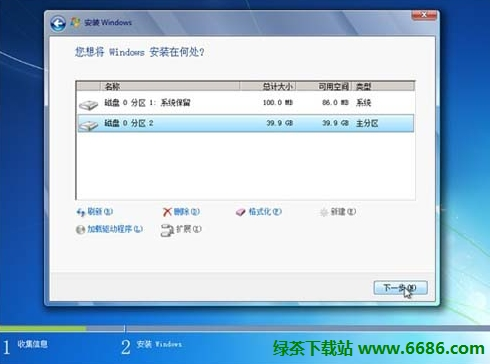 安装 Windows
您想将 Windows 安装在何处?
名称 总计大小 可用空间 类型
磁盘 0 分区 1: 系统保留 100.0 MB 86.0 MB 系统
磁盘 0 分区 2 39.9 GB 39.9 GB 主分区
刷新(R) 删除(D) 格式化(F) 新建(E)
加载驱动程序(L) 扩展(X)
下一步(N)
1 收集信息 2 安装 Windows
绿茶下载站 www.6686.com